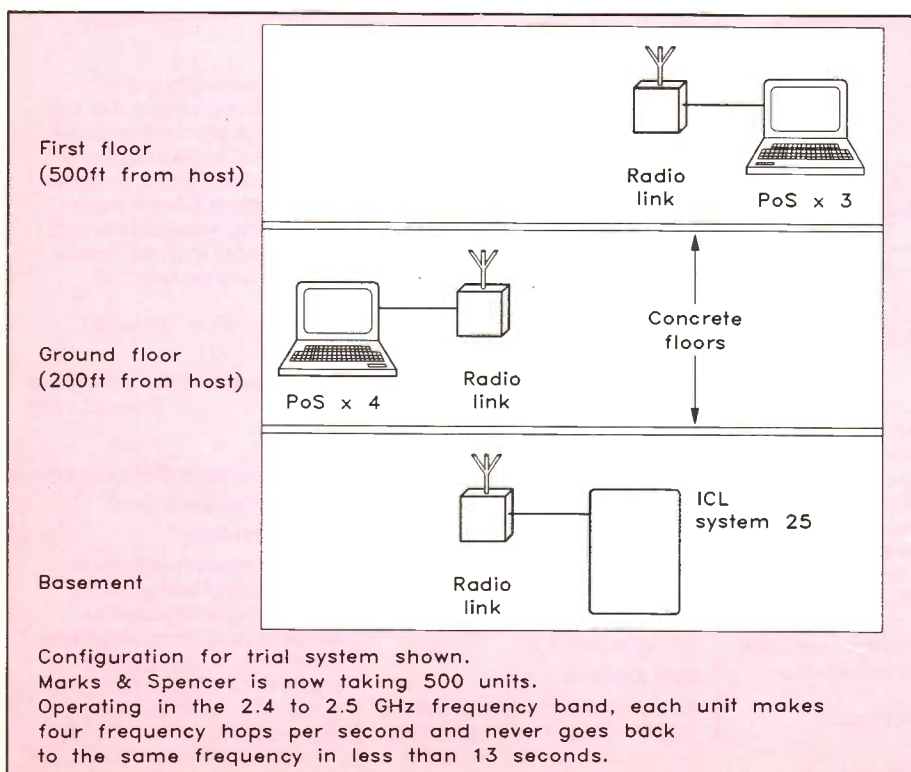 First floor
(500ft from host)
Radio
link
PoS x 3
Concrete
floors
Ground floor
(200ft from host)
PoS x 4
Radio
link
ICL
system 25
Basement
Radio
link
Configuration for trial system shown.
Marks & Spencer is now taking 500 units.
Operating in the 2.4 to 2.5 GHz frequency band, each unit makes
four frequency hops per second and never goes back
to the same frequency in less than 13 seconds.